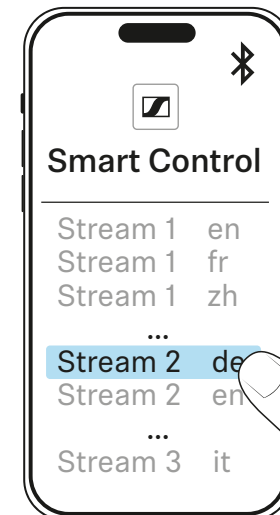 Smart Control
Stream 1 en
Stream 1 fr
Stream 1 zh
...
Stream 2 de
Stream 2 en
...
Stream 3 it